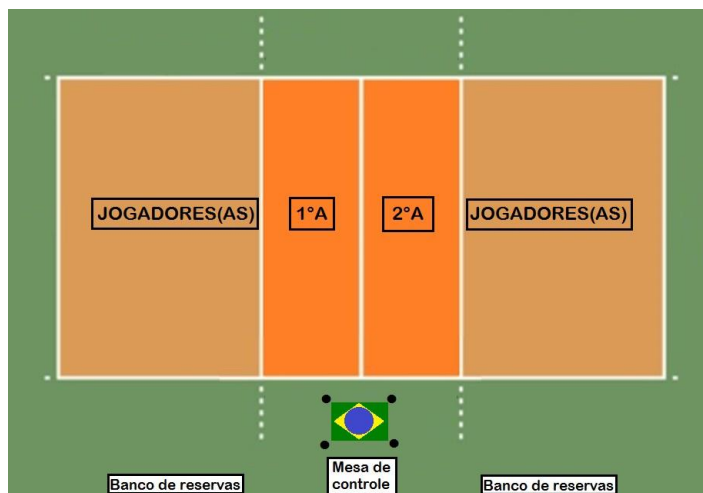 JOGADORES(AS)
1°A
2°A
JOGADORES(AS)
Mesa de
controle
Banco de reservas
Banco de reservas